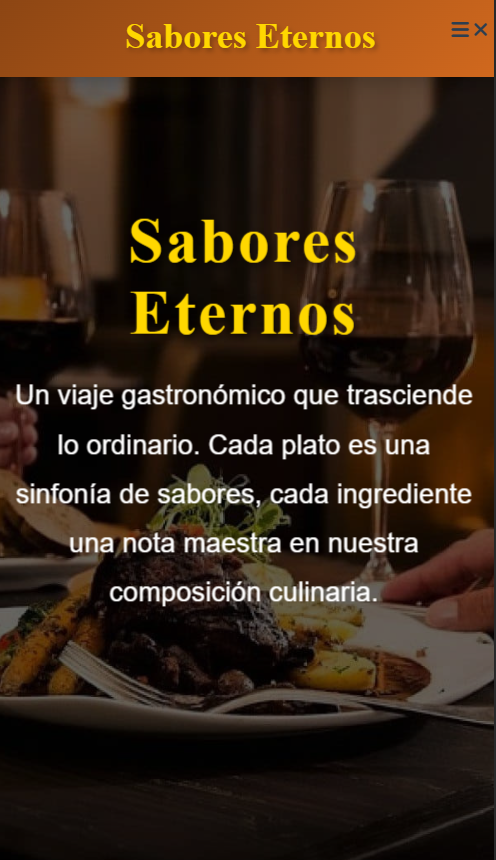 Sabores Eternos
Sabores
Eternos
Un viaje gastronómico que trasciende
lo ordinario. Cada plato es una
sinfonía de sabores, cada ingrediente
una nota maestra en nuestra
composición culinaria.